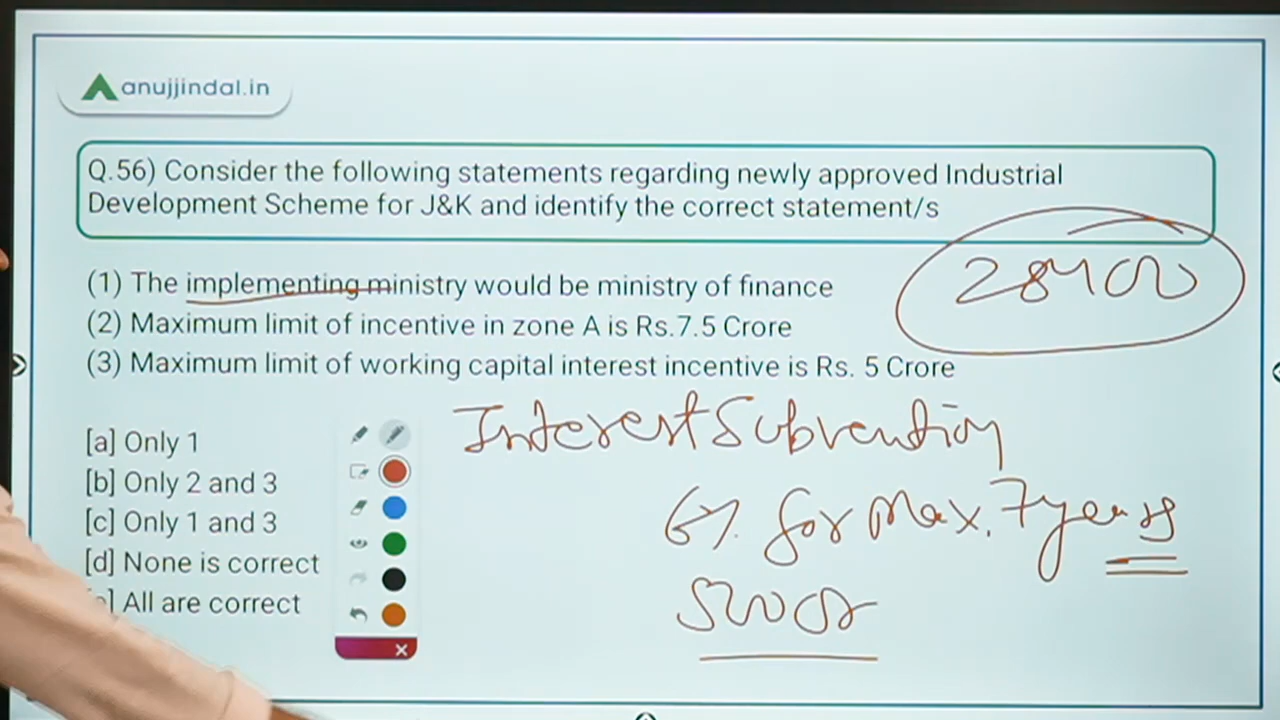 anujjindal.in
Q.56) Consider the following statements regarding newly approved Industrial
Development Scheme for J&K and identify the correct statement/s
28400
(1) The implementing ministry would be ministry of finance
(2) Maximum limit of incentive in zone A is Rs.7.5 Crore
(3) Maximum limit of working capital interest incentive is Rs. 5 Crore
Interest Subvention
[a] Only 1
[b] Only 2 and 3
6% for Max. 7 years
[c] Only 1 and 3
[d] None is correct
] All are correct
500 Cr